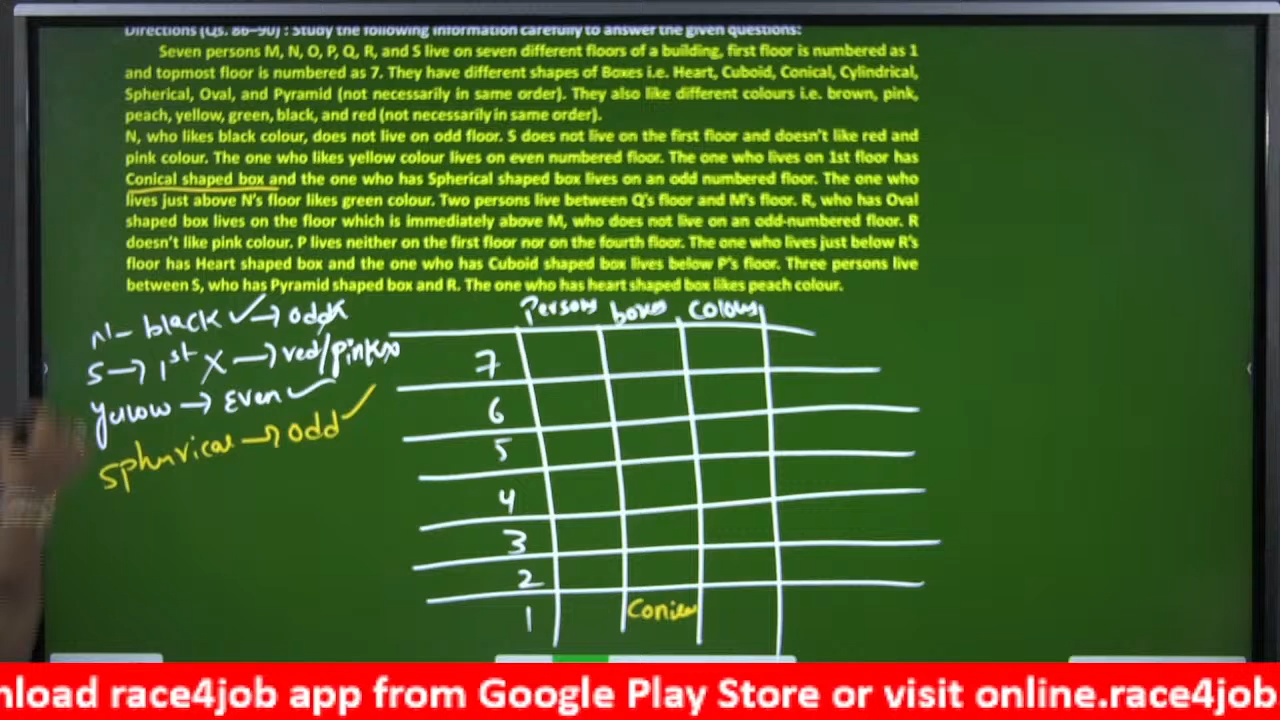 Directions (Qs. 86-90) : Study the following information carefully to answer the given questions:
Seven persons M, N, O, P, Q, R, and S live on seven different floors of a building, first floor is numbered as 1
and topmost floor is numbered as 7. They have different shapes of Boxes i.e. Heart, Cuboid, Conical, Cylindrical,
Spherical, Oval, and Pyramid (not necessarily in same order). They also like different colours i.e. brown, pink,
peach, yellow, green, black, and red (not necessarily in same order).
N, who likes black colour, does not live on odd floor. S does not live on the first floor and doesn't like red and
pink colour. The one who likes yellow colour lives on even numbered floor. The one who lives on 1st floor has
Conical shaped box and the one who has Spherical shaped box lives on an odd numbered floor. The one who
lives just above N's floor likes green colour. Two persons live between Q's floor and M's floor. R, who has Oval
shaped box lives on the floor which is immediately above M, who does not live on an odd-numbered floor. R
doesn't like pink colour. P lives neither on the first floor nor on the fourth floor. The one who lives just below R's
floor has Heart shaped box and the one who has Cuboid shaped box lives below P's floor. Three persons live
between S, who has Pyramid shaped box and R. The one who has heart shaped box likes peach colour.
N- black ✓→ odd x
S → 1st X → red/pink x
yellow → Even ✓
Spherical → odd ✓
Persons boxes Colours
7
6
5
4
3
2
1 Conical
nload race4job app from Google Play Store or visit online.race4job